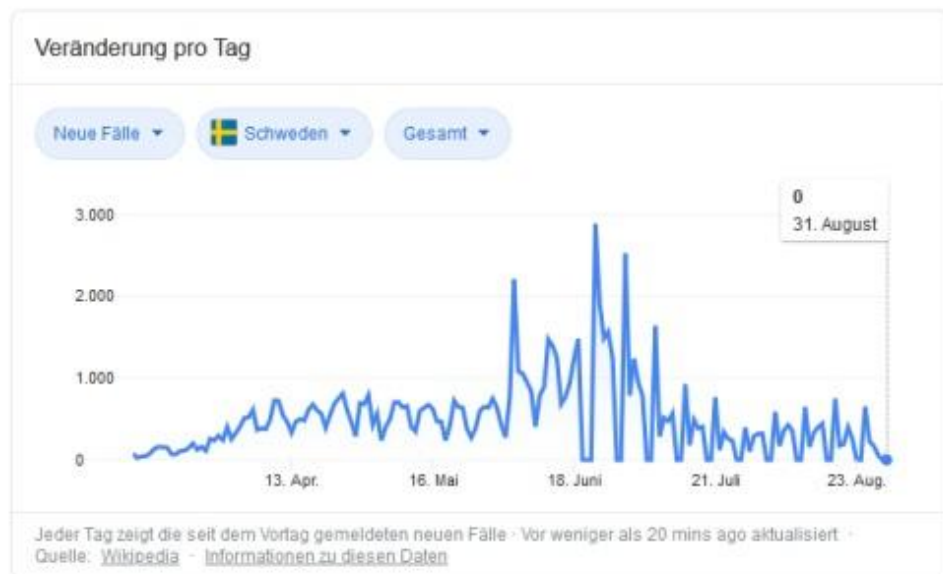 Veränderung pro Tag
Neue Fälle Schweden Gesamt
0
31. August
3.000
2.000
1.000
0
13. Apr. 16. Mai 18. Juni 21. Juli 23. Aug.
Jeder Tag zeigt die seit dem Vortag gemeldeten neuen Fälle · Vor weniger als 20 mins ago aktualisiert ·
Quelle: Wikipedia · Informationen zu diesen Daten